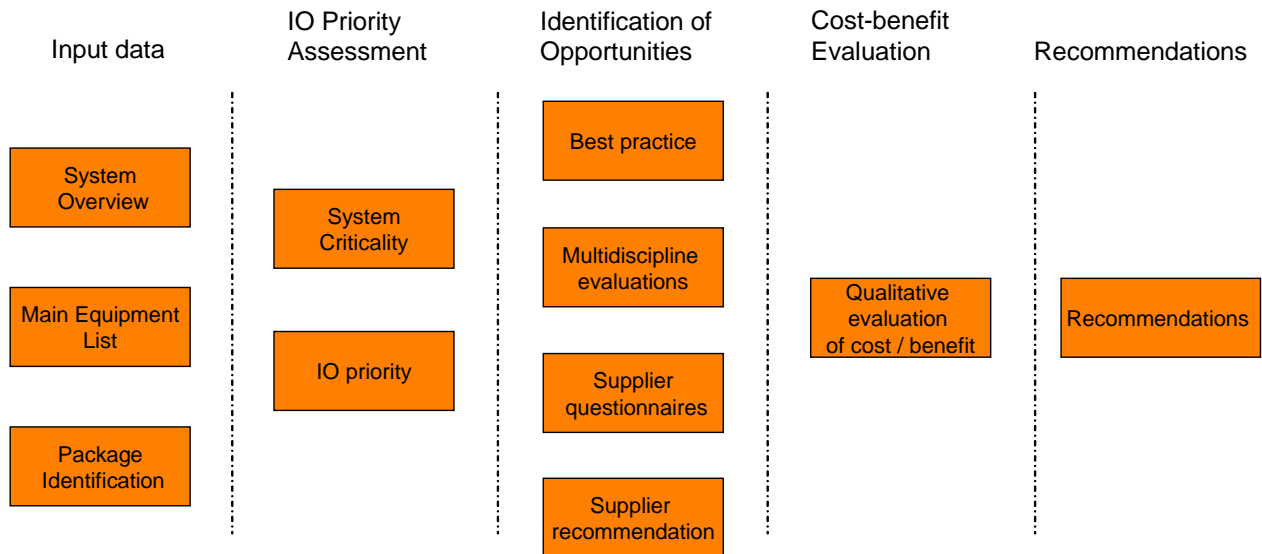 Input data
IO Priority
Assessment
Identification of
Opportunities
Cost-benefit
Evaluation
Recommendations
System
Overview
Main Equipment
List
Package
Identification
System
Criticality
IO priority
Best practice
Multidiscipline
evaluations
Supplier
questionnaires
Supplier
recommendation
Qualitative
evaluation
of cost / benefit
Recommendations